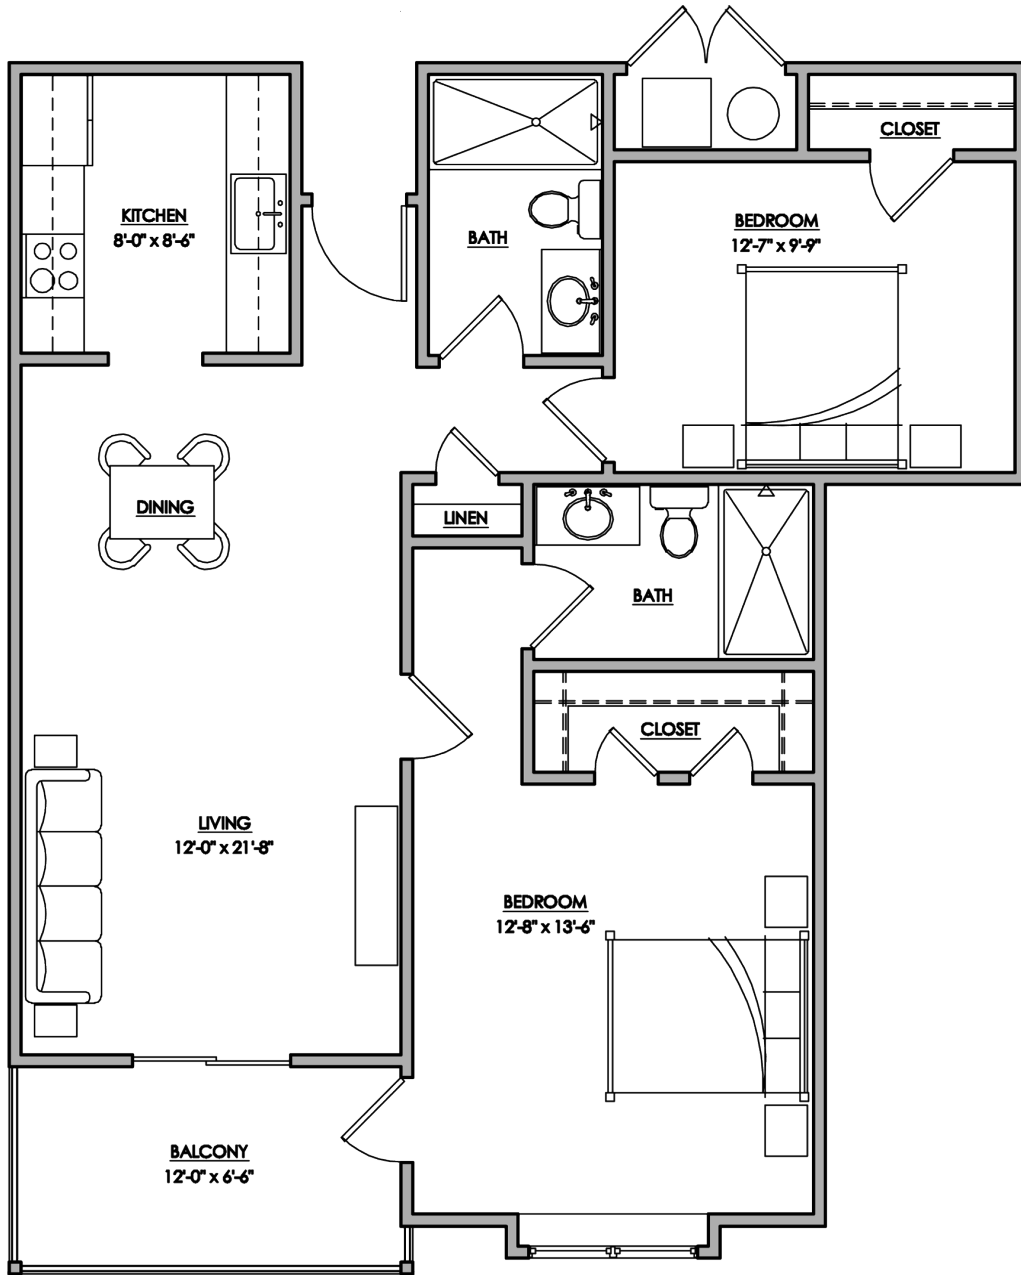 CLOSET
KITCHEN
8'-0" x 8'-6"
BATH
BEDROOM
12'-7" x 9'-9"
DINING
LINEN
BATH
CLOSET
LIVING
12'-0" x 21'-8"
BEDROOM
12'-8" x 13'-6"
BALCONY
12'-0" x 6'-6"